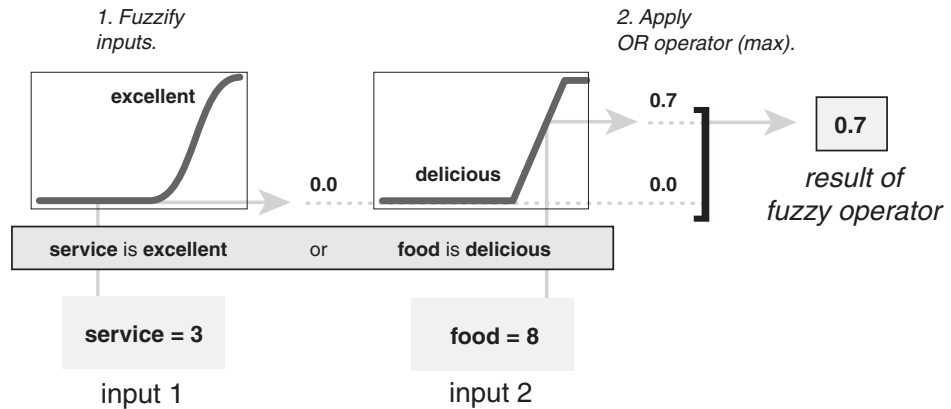 1. Fuzzify
inputs.
2. Apply
OR operator (max).
excellent
0.0
delicious
0.7
0.0
0.7
result of
fuzzy operator
service is excellent or food is delicious
service = 3
food = 8
input 1
input 2